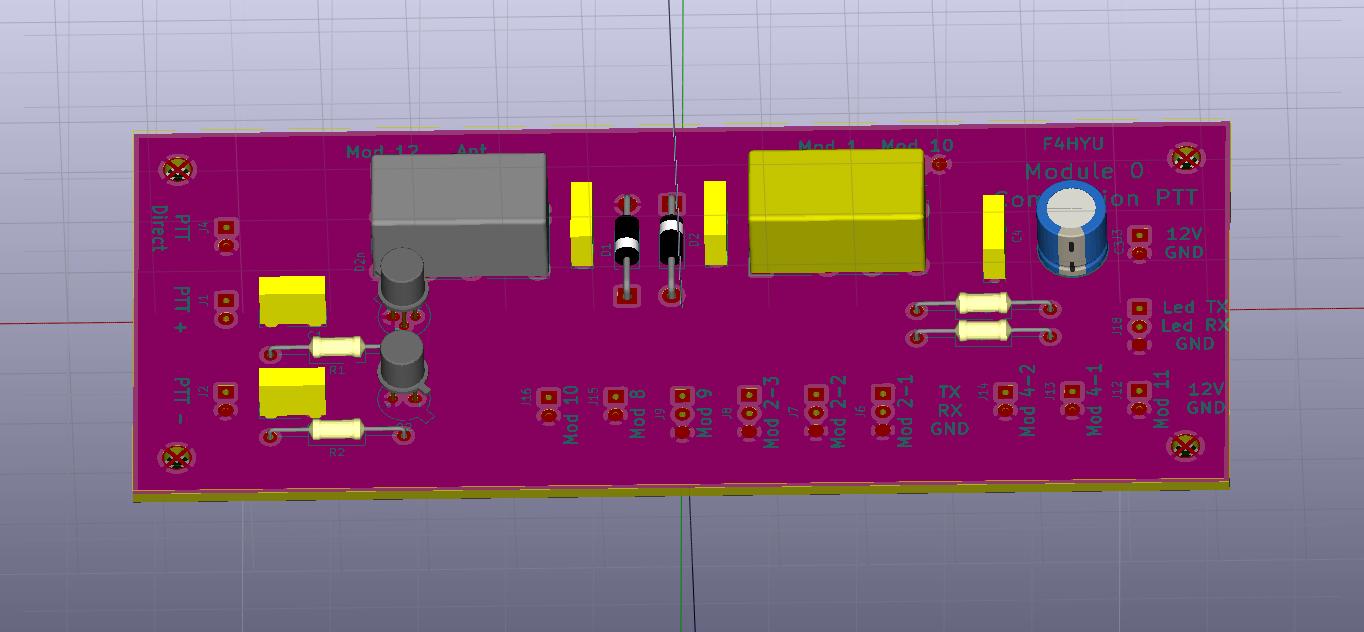 Mod 12 Ant
Mod 1 Mod 10
F4HYU
Module 0
PTT
PTT
Direct
J4
D2n
D1
D2
C4
J3
12V
GND
PTT +
J1
J18
Led TX
Led RX
GND
R1
PTT -
J2
R2
J16
Mod 10
J15
Mod 8
J9
Mod 9
J8
Mod 2-3
J7
Mod 2-2
J6
Mod 2-1
TX
RX
GND
J14
Mod 4-2
J13
Mod 4-1
J12
Mod 11
12V
GND